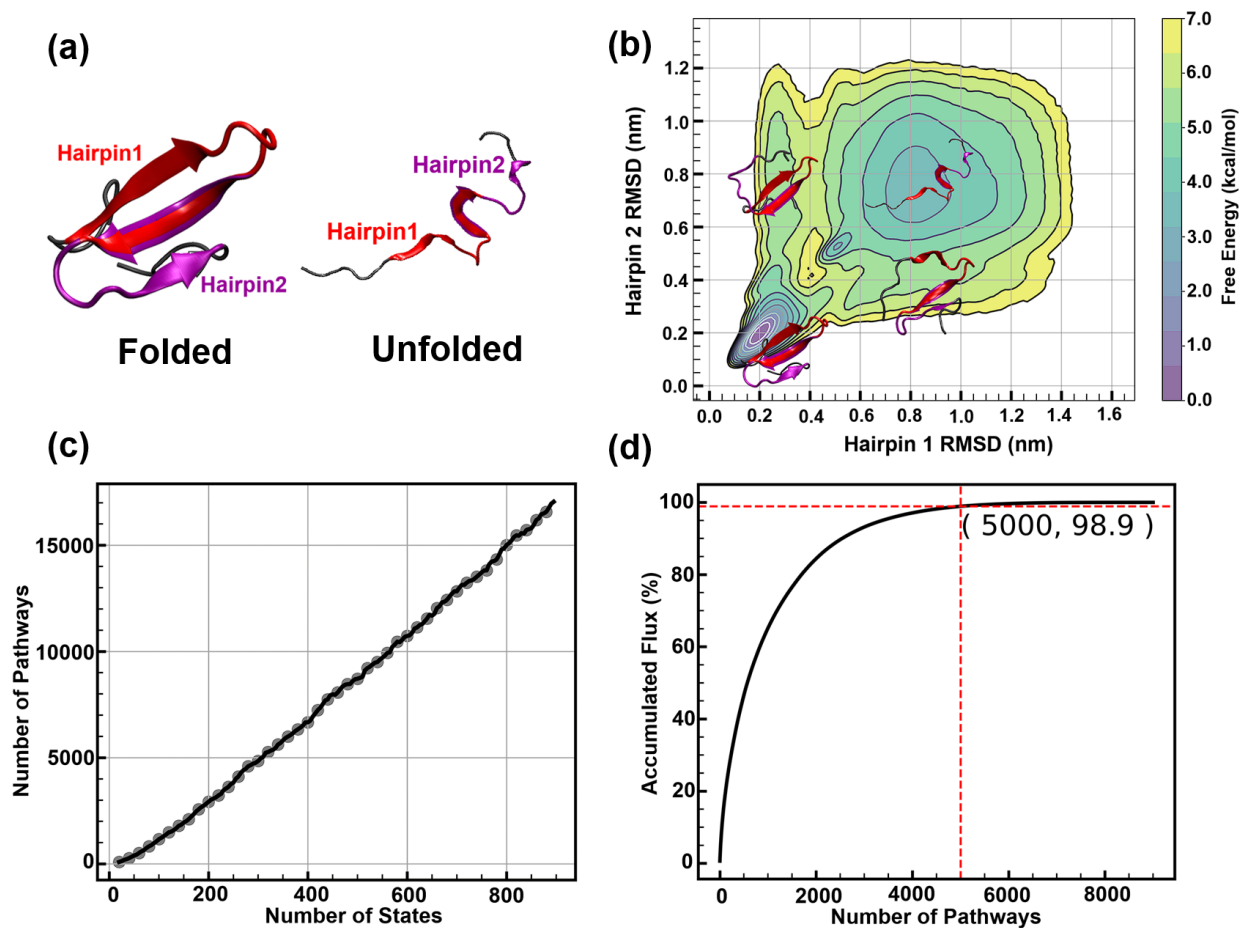 (a)
Hairpin1
Folded
Hairpin2
Hairpin1
Hairpin2
Unfolded
(b)
Hairpin 2 RMSD (nm)
1.2
1.0
0.8
0.6
0.4
0.2
0.0
0.0 0.2 0.4 0.6 0.8 1.0 1.2 1.4 1.6
Hairpin 1 RMSD (nm)
7.0
6.0
5.0
4.0
3.0
2.0
1.0
0.0
Free Energy (kcal/mol)
(c)
Number of Pathways
15000
10000
5000
0
0 200 400 600 800
Number of States
(d)
Accumulated Flux (%)
100
80
60
40
20
0
( 5000, 98.9 )
0 2000 4000 6000 8000
Number of Pathways